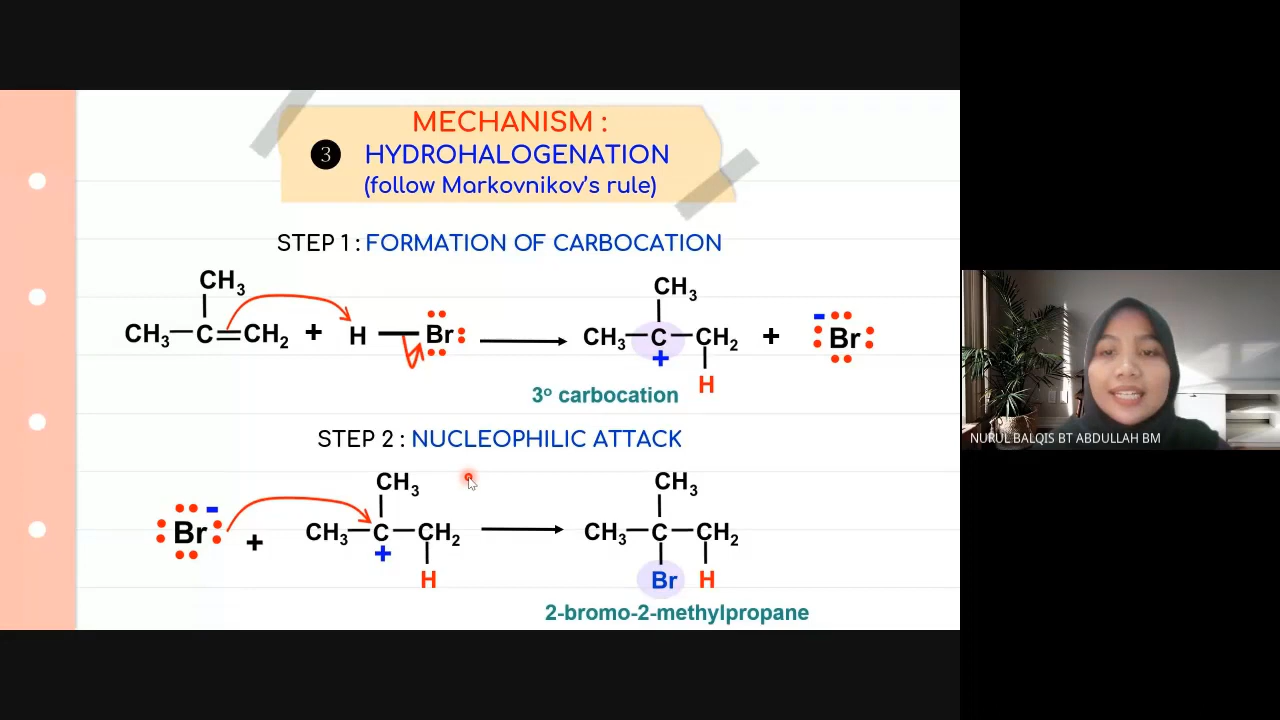 MECHANISM :
❸ HYDROHALOGENATION
(follow Markovnikov's rule)
STEP 1 : FORMATION OF CARBOCATION
CH₃
CH₃—C=CH₂ + H—Br
CH₃
CH₃—C—CH₂ + Br
+
-
H
3º carbocation
STEP 2 : NUCLEOPHILIC ATTACK
Br - +
CH₃
CH₃—C—CH₂
+
H
CH₃
CH₃—C—CH₂
Br H
2-bromo-2-methylpropane
NURUL BALQIS BT ABDULLAH BM